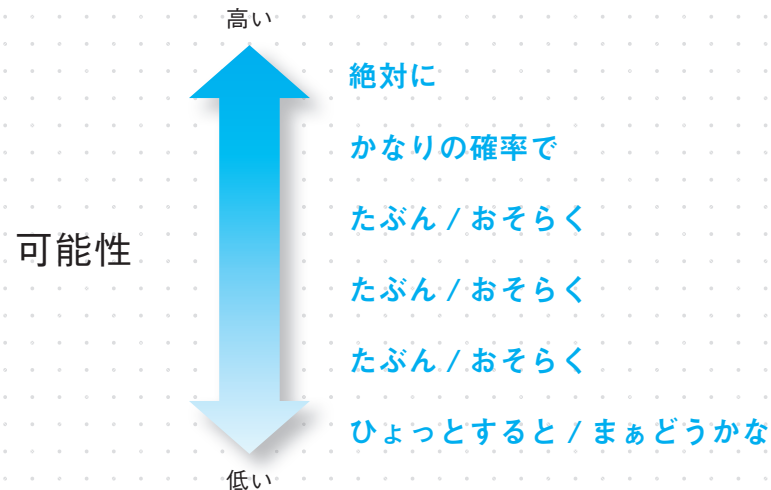 高い
絶対に
かなりの確率で
たぶん / おそらく
可能性
たぶん / おそらく
たぶん / おそらく
ひょっとすると / まぁどうかな
低い